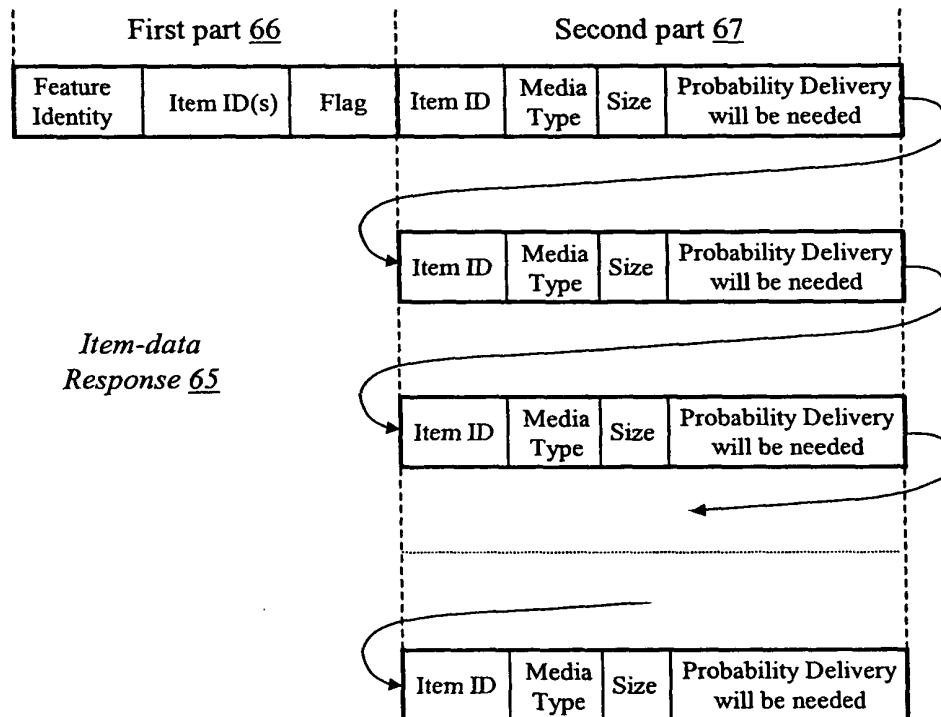 First part 66 Second part 67
Feature Identity Item ID(s) Flag Item ID Media Type Size Probability Delivery will be needed
Item ID Media Type Size Probability Delivery will be needed
Item-data
Response 65
Item ID Media Type Size Probability Delivery will be needed
Item ID Media Type Size Probability Delivery will be needed